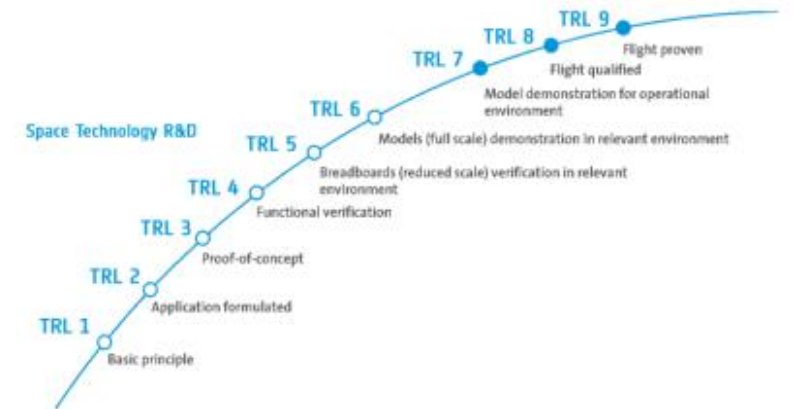 TRL 9
Flight proven
TRL 8
Flight qualified
TRL 7
Model demonstration for operational
environment
TRL 6
Models (full scale) demonstration in relevant environment
Space Technology R&D
TRL 5
Breadboards (reduced scale) verification in relevant
environment
TRL 4
Functional verification
TRL 3
Proof-of-concept
TRL 2
Application formulated
TRL 1
Basic principle